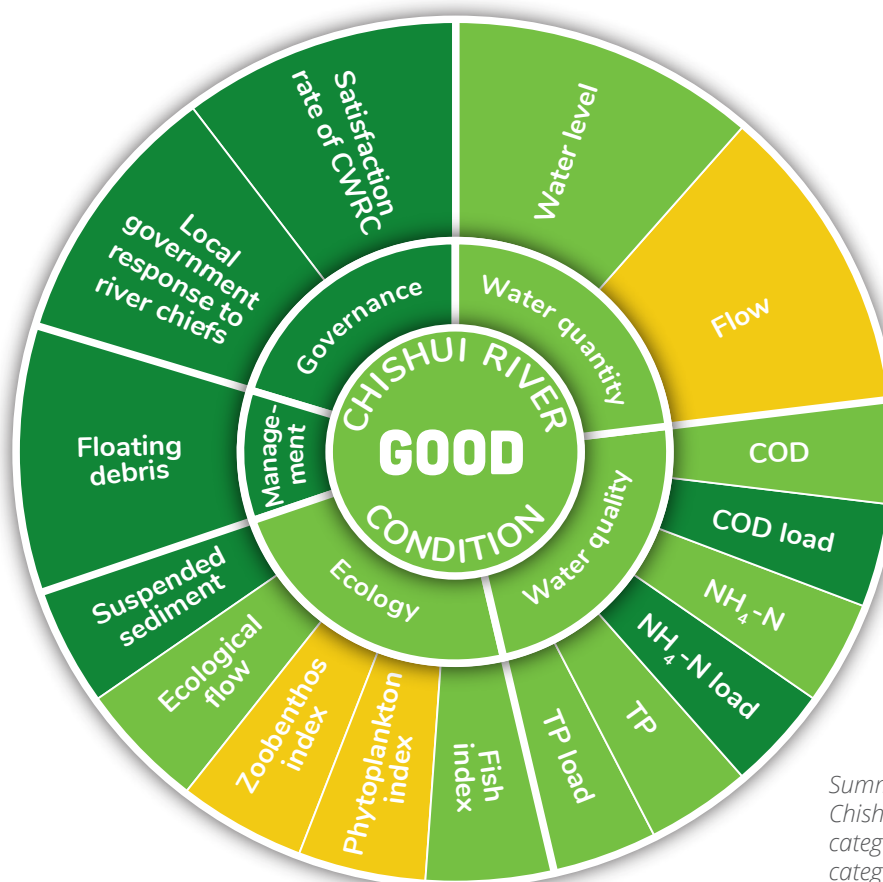 CHISHUI RIVER
GOOD
CONDITION
Water quantity
Water quality
Ecology
Manage-
ment
Governance
Water level
Flow
COD
COD load
NH₄-N
NH₄-N load
TP
TP load
Fish
index
Phytoplankton
index
Zoobenthos
index
Ecological
flow
Suspended
sediment
Floating
debris
Local
government
response to
river chiefs
Satisfaction
rate of CWRC
Chish
categ
categ